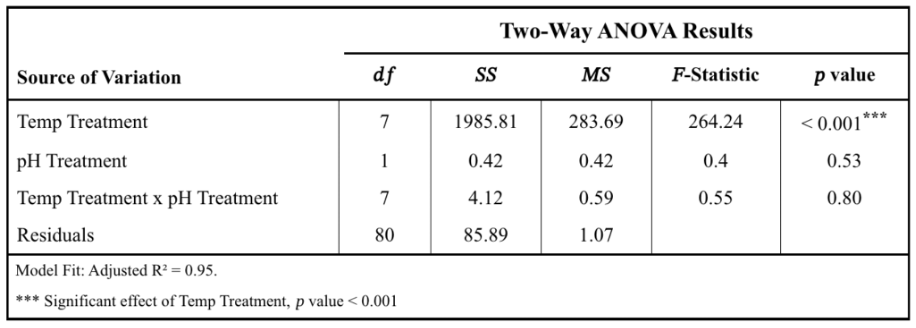 Two-Way ANOVA Results
Source of Variation df SS MS F-Statistic p value
Temp Treatment 7 1985.81 283.69 264.24 < 0.001***
pH Treatment 1 0.42 0.42 0.4 0.53
Temp Treatment x pH Treatment 7 4.12 0.59 0.55 0.80
Residuals 80 85.89 1.07
Model Fit: Adjusted R² = 0.95.
*** Significant effect of Temp Treatment, p value < 0.001